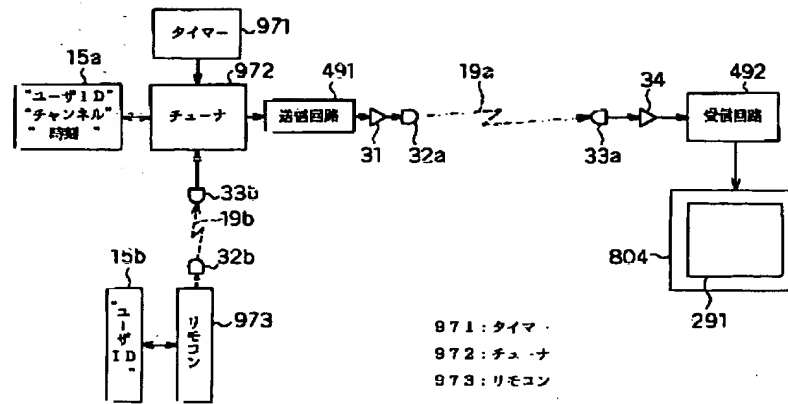 タイマー
971
15a
972
491
19a
34
492
"ユーザID"
"チャンネル"
"時刻"
チューナ
送信回路
受信回路
31
32a
33a
33b
19b
15b
32b
804
"ユーザID"
リモコン
973
291
971:タイマ
972:チューナ
973:リモコン